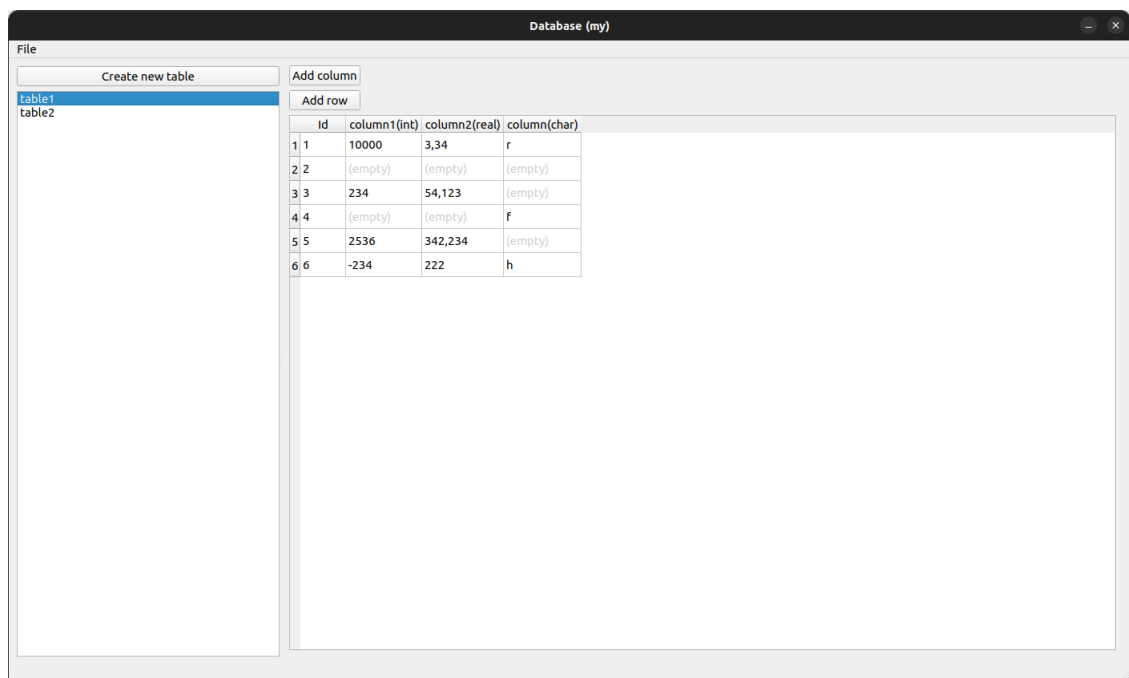 Database (my)
File
Create new table
table1
table2
Add column
Add row
Id column1(int) column2(real) column(char)
1 1 10000 3,34 r
2 2 (empty) (empty) (empty)
3 3 234 54,123 (empty)
4 4 (empty) (empty) f
5 5 2536 342,234 (empty)
6 6 -234 222 h